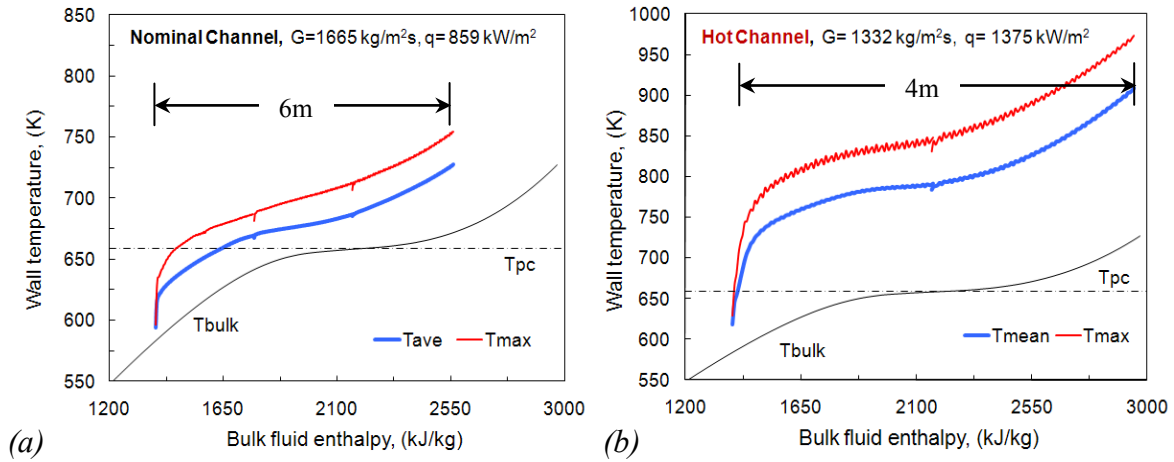 Nominal Channel, G=1665 kg/m²s, q= 859 kW/m²
6m
Wall temperature, (K)
850
800
750
700
650
600
550
Tpc
Tbulk
Tave Tmax
1200 1650 2100 2550 3000
Bulk fluid enthalpy, (kJ/kg)
(a)
Hot Channel, G= 1332 kg/m²s, q= 1375 kW/m²
4m
Wall temperature, (K)
1000
950
900
850
800
750
700
650
600
550
Tpc
Tbulk
Tmean Tmax
1200 1650 2100 2550 3000
Bulk fluid enthalpy, (kJ/kg)
(b)